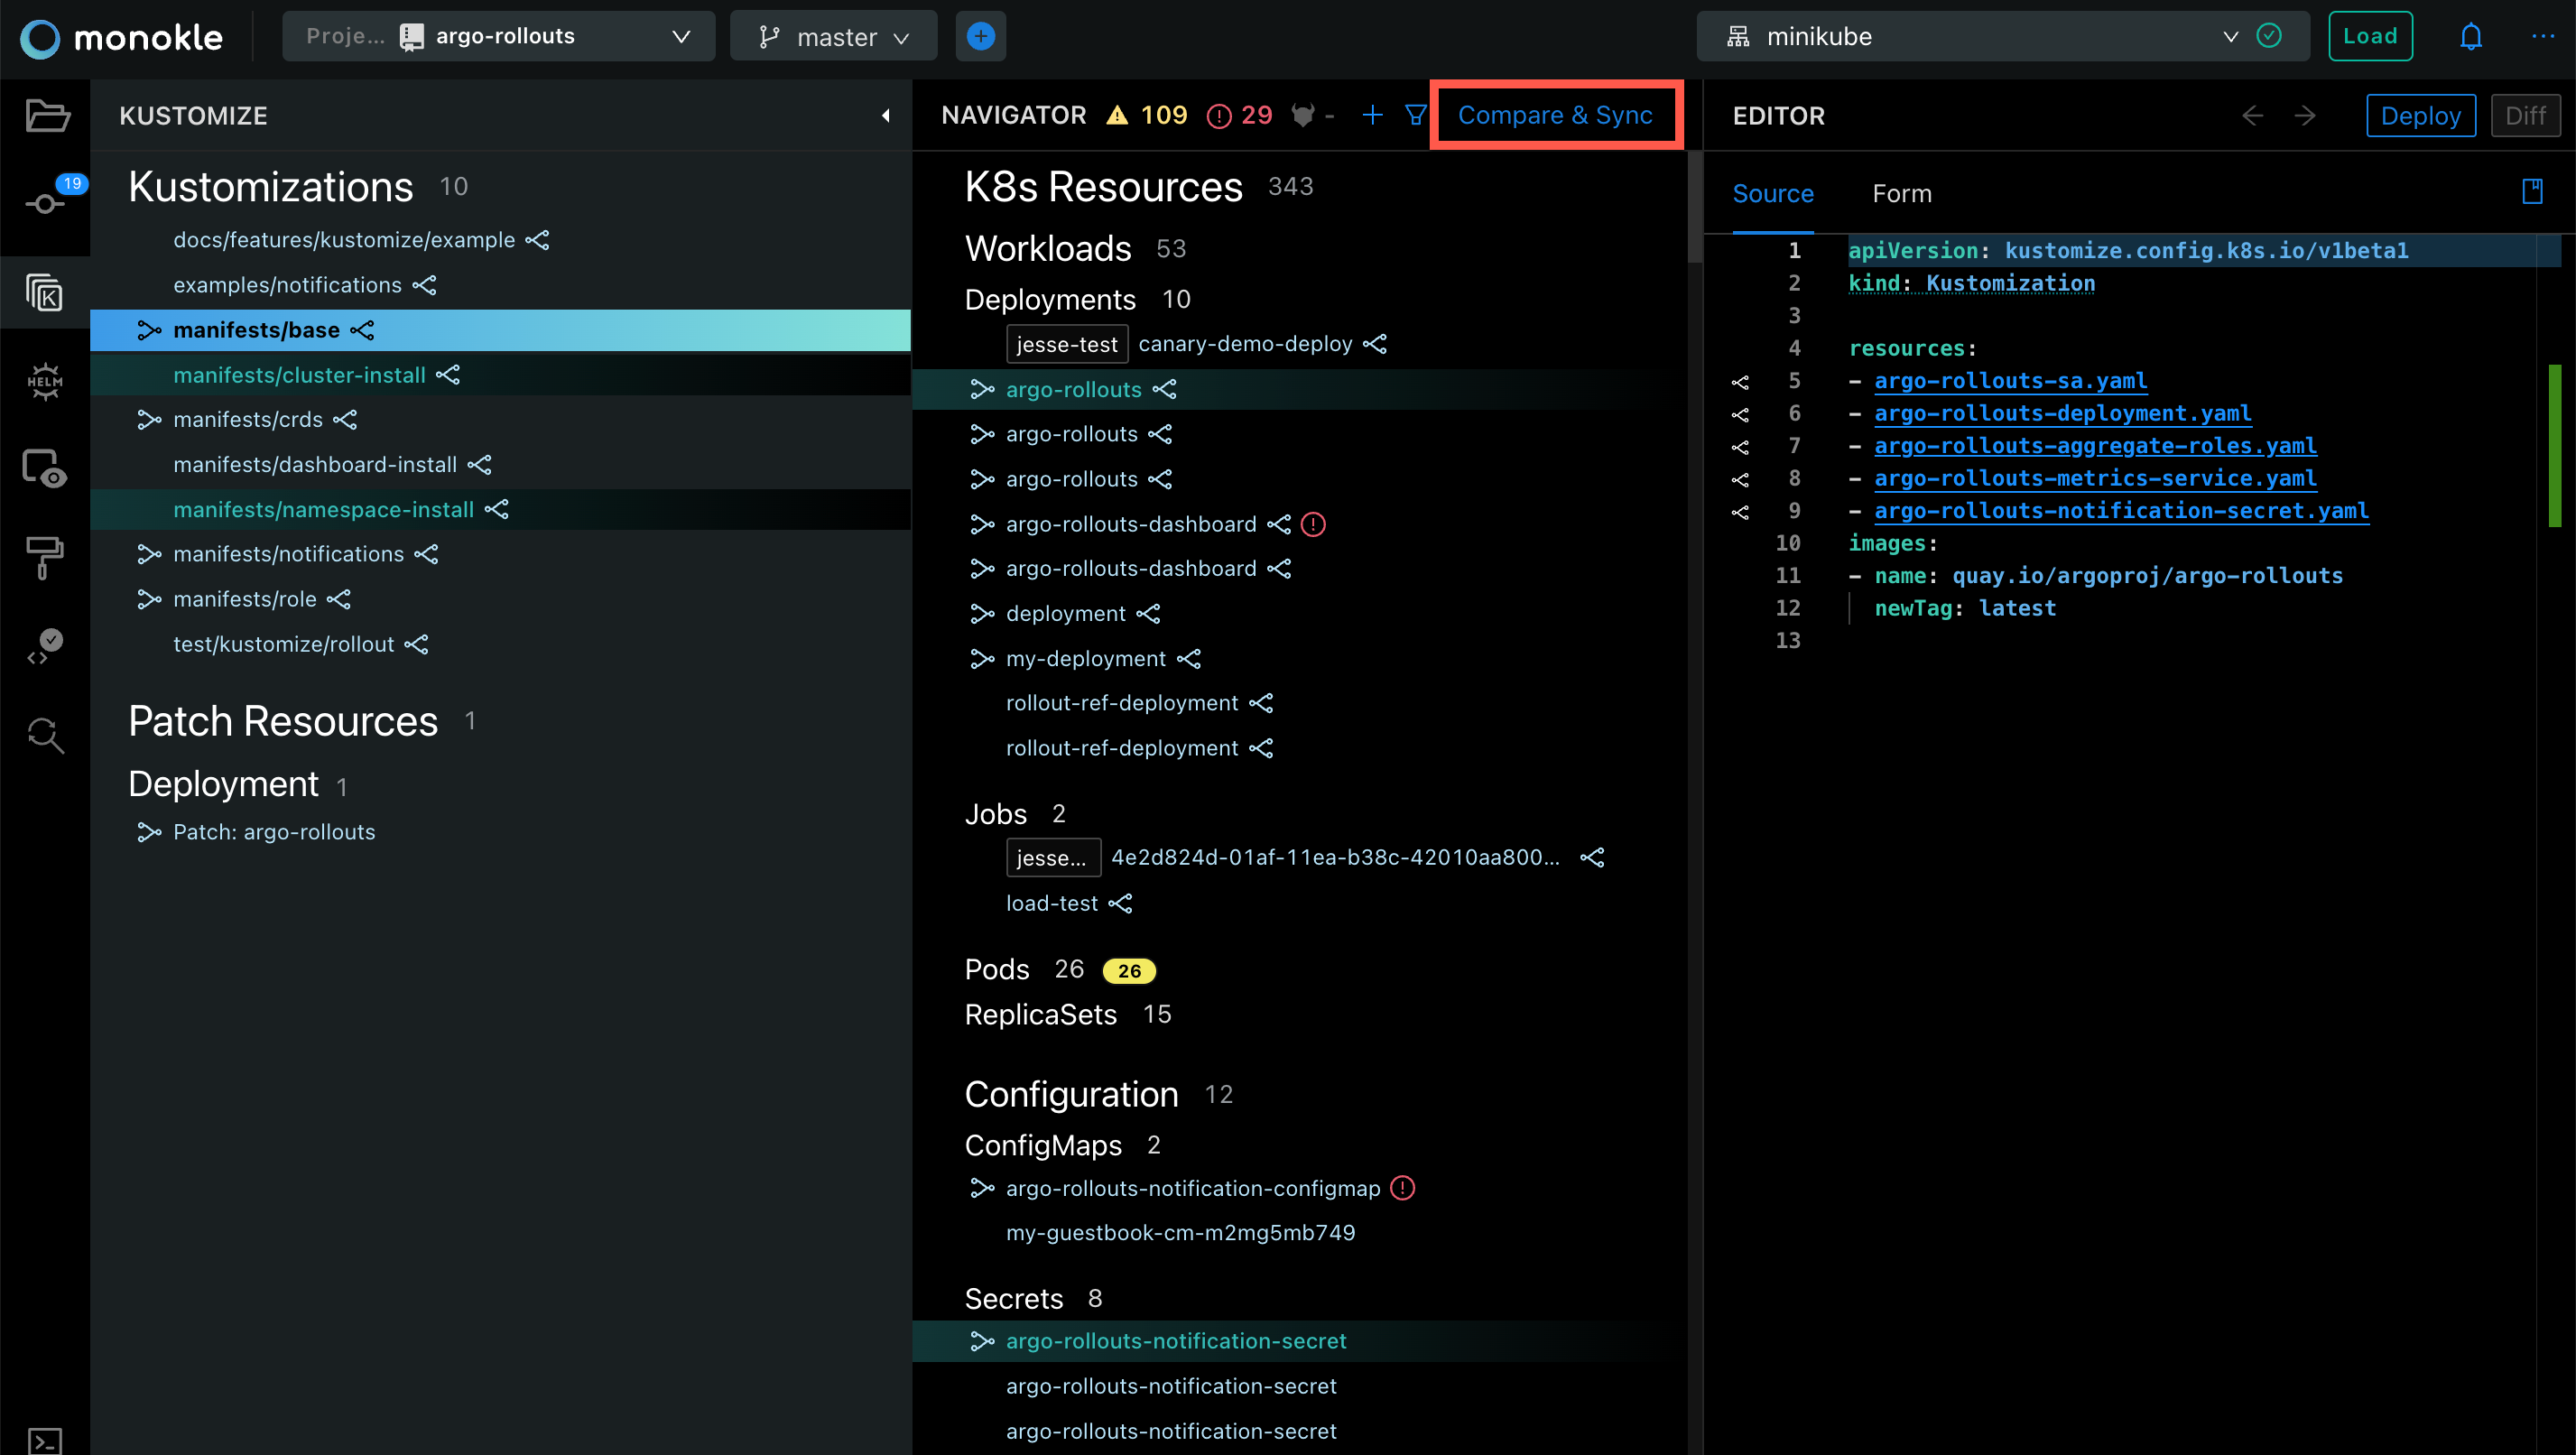 monokle
Proje... argo-rollouts
master
minikube
Load
19
HELM
KUSTOMIZE
Kustomizations 10
docs/features/kustomize/example
examples/notifications
manifests/base
manifests/cluster-install
manifests/crds
manifests/dashboard-install
manifests/namespace-install
manifests/notifications
manifests/role
test/kustomize/rollout
Patch Resources 1
Deployment 1
Patch: argo-rollouts
NAVIGATOR 109 29 - Compare & Sync
K8s Resources 343
Workloads 53
Deployments 10
jesse-test canary-demo-deploy
argo-rollouts
argo-rollouts
argo-rollouts
argo-rollouts-dashboard
argo-rollouts-dashboard
deployment
my-deployment
rollout-ref-deployment
rollout-ref-deployment
Jobs 2
jesse... 4e2d824d-01af-11ea-b38c-42010aa800...
load-test
Pods 26 26
ReplicaSets 15
Configuration 12
ConfigMaps 2
argo-rollouts-notification-configmap
my-guestbook-cm-m2mg5mb749
Secrets 8
argo-rollouts-notification-secret
argo-rollouts-notification-secret
argo-rollouts-notification-secret
EDITOR Deploy Diff
Source Form
1 apiVersion: kustomize.config.k8s.io/v1beta1
2 kind: Kustomization
3
4 resources:
5 - argo-rollouts-sa.yaml
6 - argo-rollouts-deployment.yaml
7 - argo-rollouts-aggregate-roles.yaml
8 - argo-rollouts-metrics-service.yaml
9 - argo-rollouts-notification-secret.yaml
10 images:
11 - name: quay.io/argoproj/argo-rollouts
12 newTag: latest
13